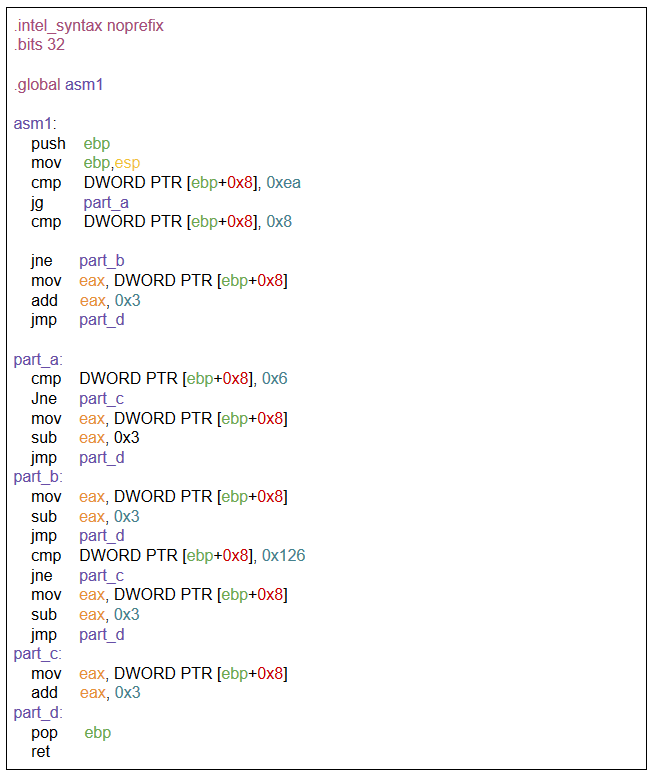 .intel_syntax noprefix
.bits 32
.global asm1
asm1:
push ebp
mov ebp,esp
cmp DWORD PTR [ebp+0x8], 0xea
jg part_a
cmp DWORD PTR [ebp+0x8], 0x8
jne part_b
mov eax, DWORD PTR [ebp+0x8]
add eax, 0x3
jmp part_d
part_a:
cmp DWORD PTR [ebp+0x8], 0x6
Jne part_c
mov eax, DWORD PTR [ebp+0x8]
sub eax, 0x3
jmp part_d
part_b:
mov eax, DWORD PTR [ebp+0x8]
sub eax, 0x3
jmp part_d
cmp DWORD PTR [ebp+0x8], 0x126
jne part_c
mov eax, DWORD PTR [ebp+0x8]
sub eax, 0x3
jmp part_d
part_c:
mov eax, DWORD PTR [ebp+0x8]
add eax, 0x3
part_d:
pop ebp
ret